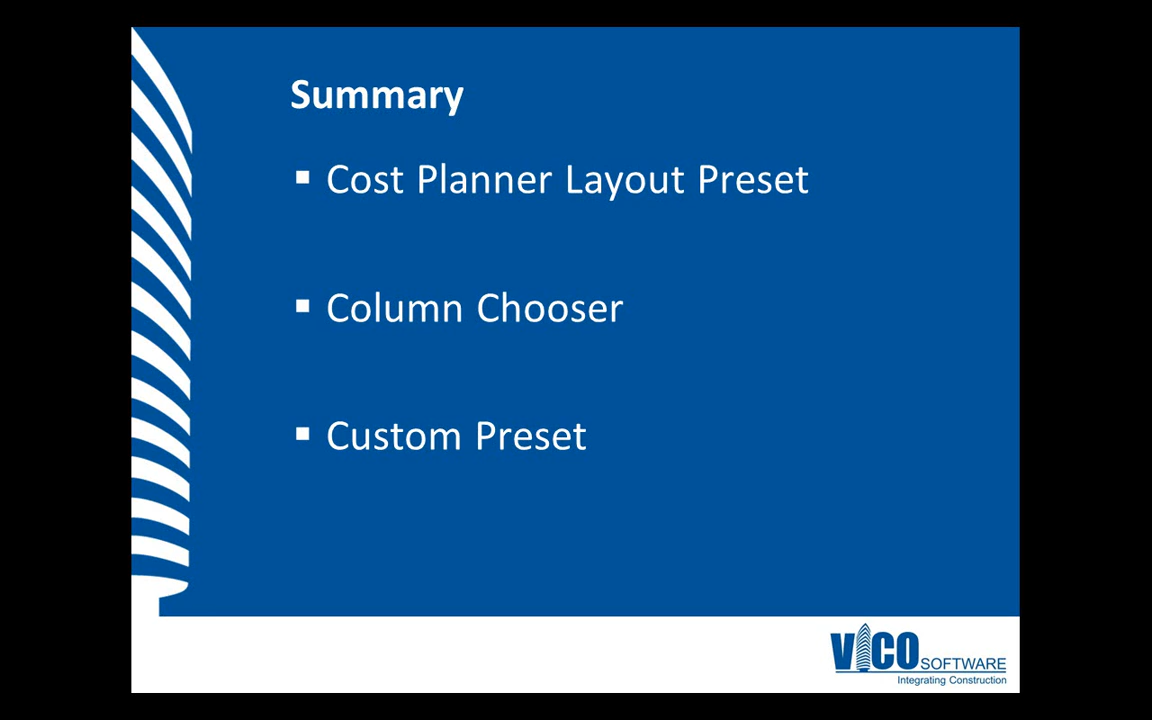 Summary
▪ Cost Planner Layout Preset
▪ Column Chooser
▪ Custom Preset
VICO SOFTWARE
Integrating Construction